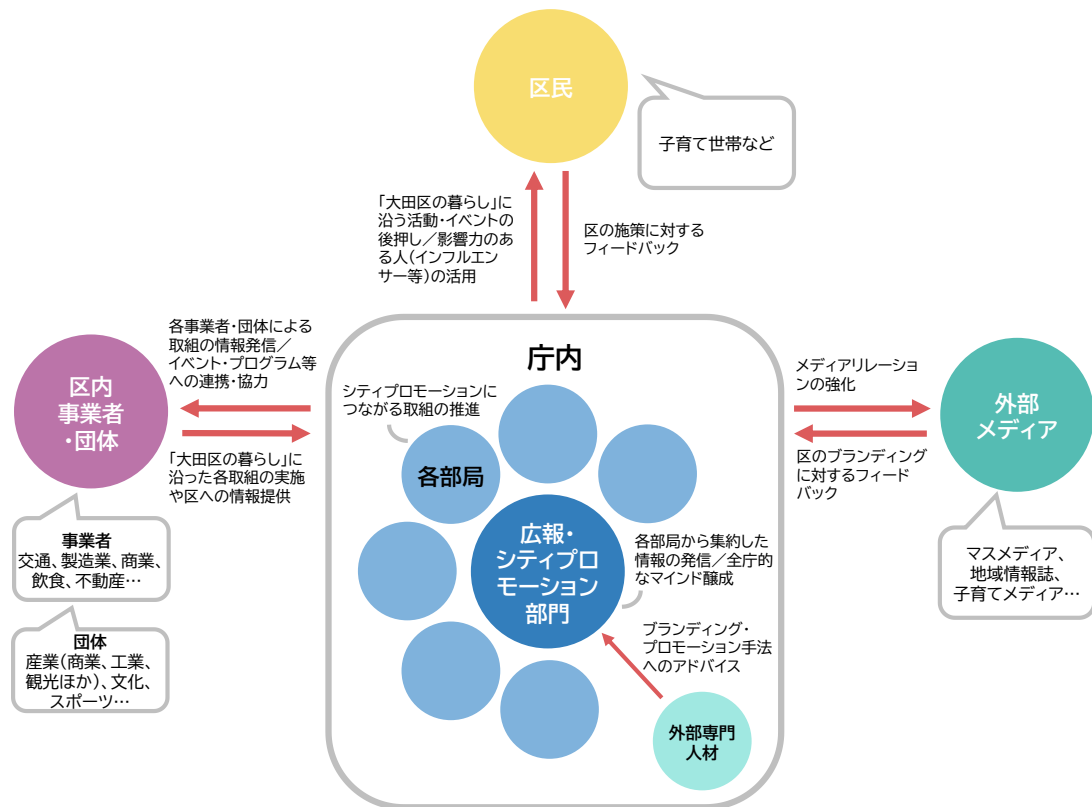 区民
子育て世帯など
「大田区の暮らし」に
沿う活動・イベントの
後押し／影響力のあ
る人(インフルエン
サー等)の活用
区の施策に対する
フィードバック
各事業者・団体による
取組の情報発信／
イベント・プログラム等
への連携・協力
区内
事業者
・団体
「大田区の暮らし」に
沿った各取組の実施
や区への情報提供
事業者
交通、製造業、商業、
飲食、不動産…
団体
産業(商業、工業、
観光ほか)、文化、
スポーツ…
庁内
シティプロモーションに
つながる取組の推進
各部局
広報・
シティプロ
モーション
部門
各部局から集約した
情報の発信／全庁的
なマインド醸成
ブランディング・
プロモーション手法
へのアドバイス
外部専門
人材
メディアリレーショ
ンの強化
区のブランディング
に対するフィード
バック
外部
メディア
マスメディア、
地域情報誌、
子育てメディア…